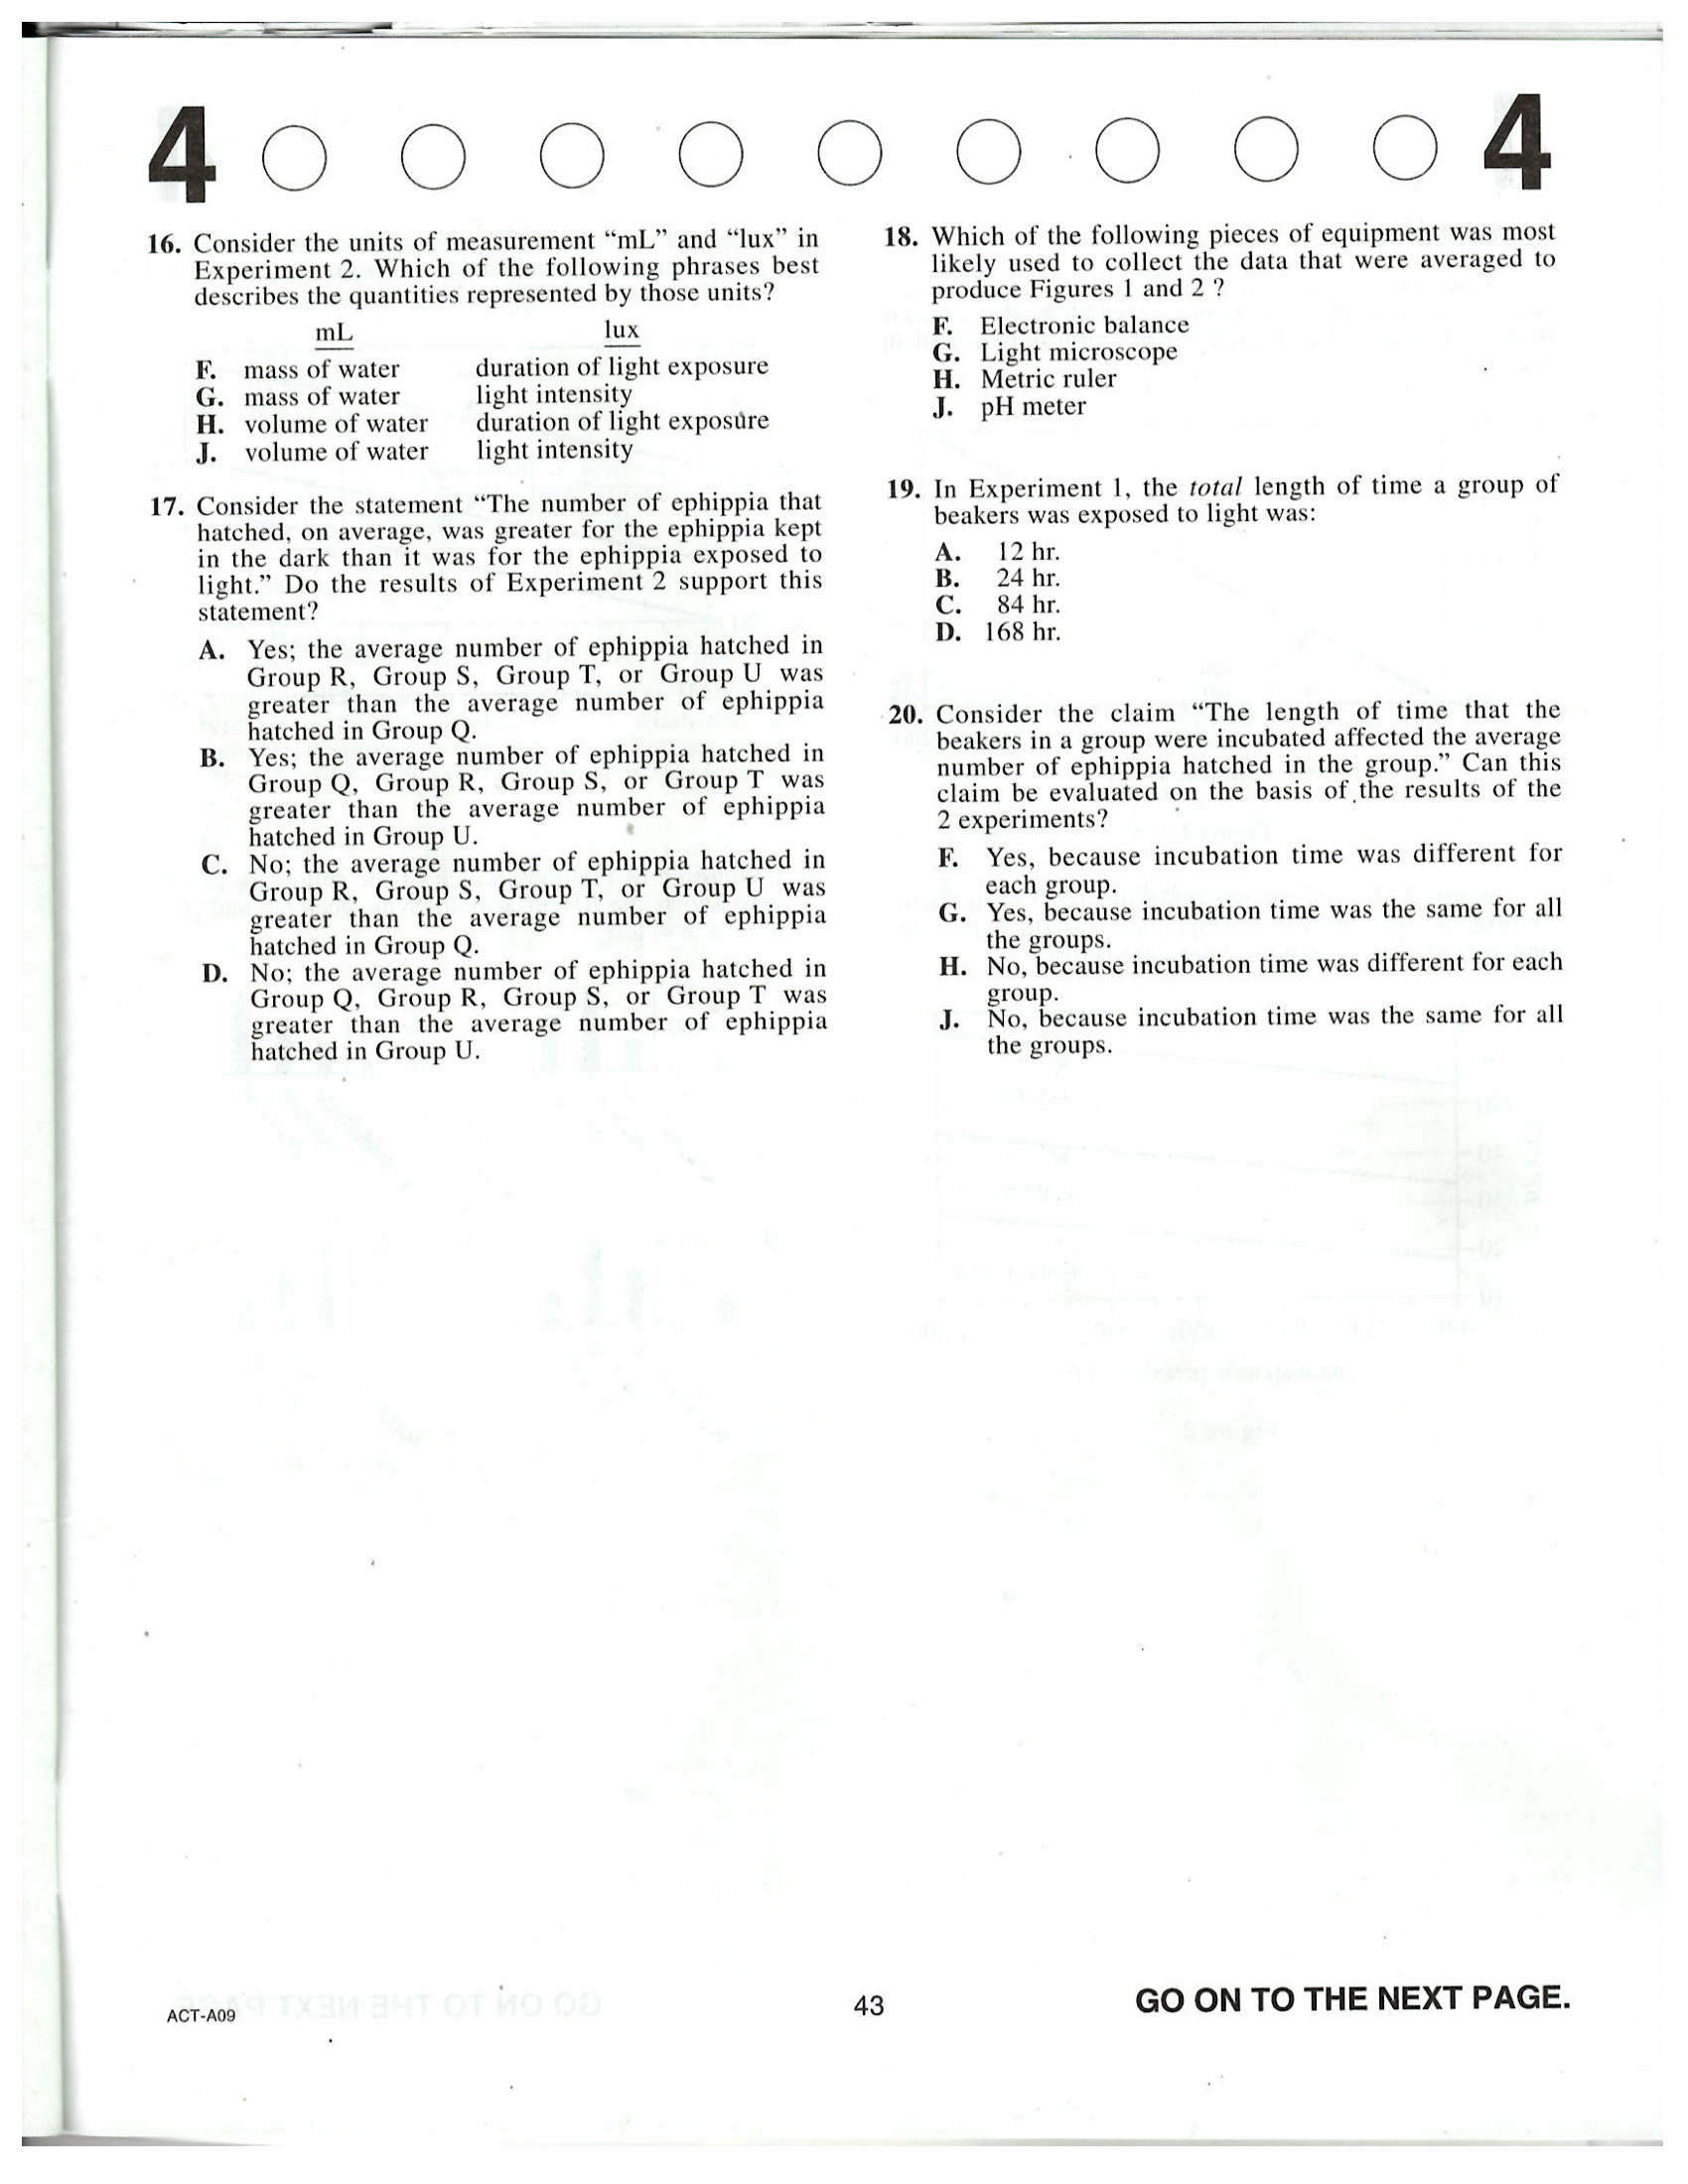 4 4
16. Consider the units of measurement “mL” and “lux” in
Experiment 2. Which of the following phrases best
describes the quantities represented by those units?
mL lux
F. mass of water duration of light exposure
G. mass of water light intensity
H. volume of water duration of light exposure
J. volume of water light intensity
17. Consider the statement “The number of ephippia that
hatched, on average, was greater for the ephippia kept
in the dark than it was for the ephippia exposed to
light.” Do the results of Experiment 2 support this
statement?
A. Yes; the average number of ephippia hatched in
Group R, Group S, Group T, or Group U was
greater than the average number of ephippia
hatched in Group Q.
B. Yes; the average number of ephippia hatched in
Group Q, Group R, Group S, or Group T was
greater than the average number of ephippia
hatched in Group U.
C. No; the average number of ephippia hatched in
Group R, Group S, Group T, or Group U was
greater than the average number of ephippia
hatched in Group Q.
D. No; the average number of ephippia hatched in
Group Q, Group R, Group S, or Group T was
greater than the average number of ephippia
hatched in Group U.
18. Which of the following pieces of equipment was most
likely used to collect the data that were averaged to
produce Figures 1 and 2 ?
F. Electronic balance
G. Light microscope
H. Metric ruler
J. pH meter
19. In Experiment 1, the total length of time a group of
beakers was exposed to light was:
A. 12 hr.
B. 24 hr.
C. 84 hr.
D. 168 hr.
20. Consider the claim “The length of time that the
beakers in a group were incubated affected the average
number of ephippia hatched in the group.” Can this
claim be evaluated on the basis of the results of the
2 experiments?
F. Yes, because incubation time was different for
each group.
G. Yes, because incubation time was the same for all
the groups.
H. No, because incubation time was different for each
group.
J. No, because incubation time was the same for all
the groups.
ACT-A09
43
GO ON TO THE NEXT PAGE.